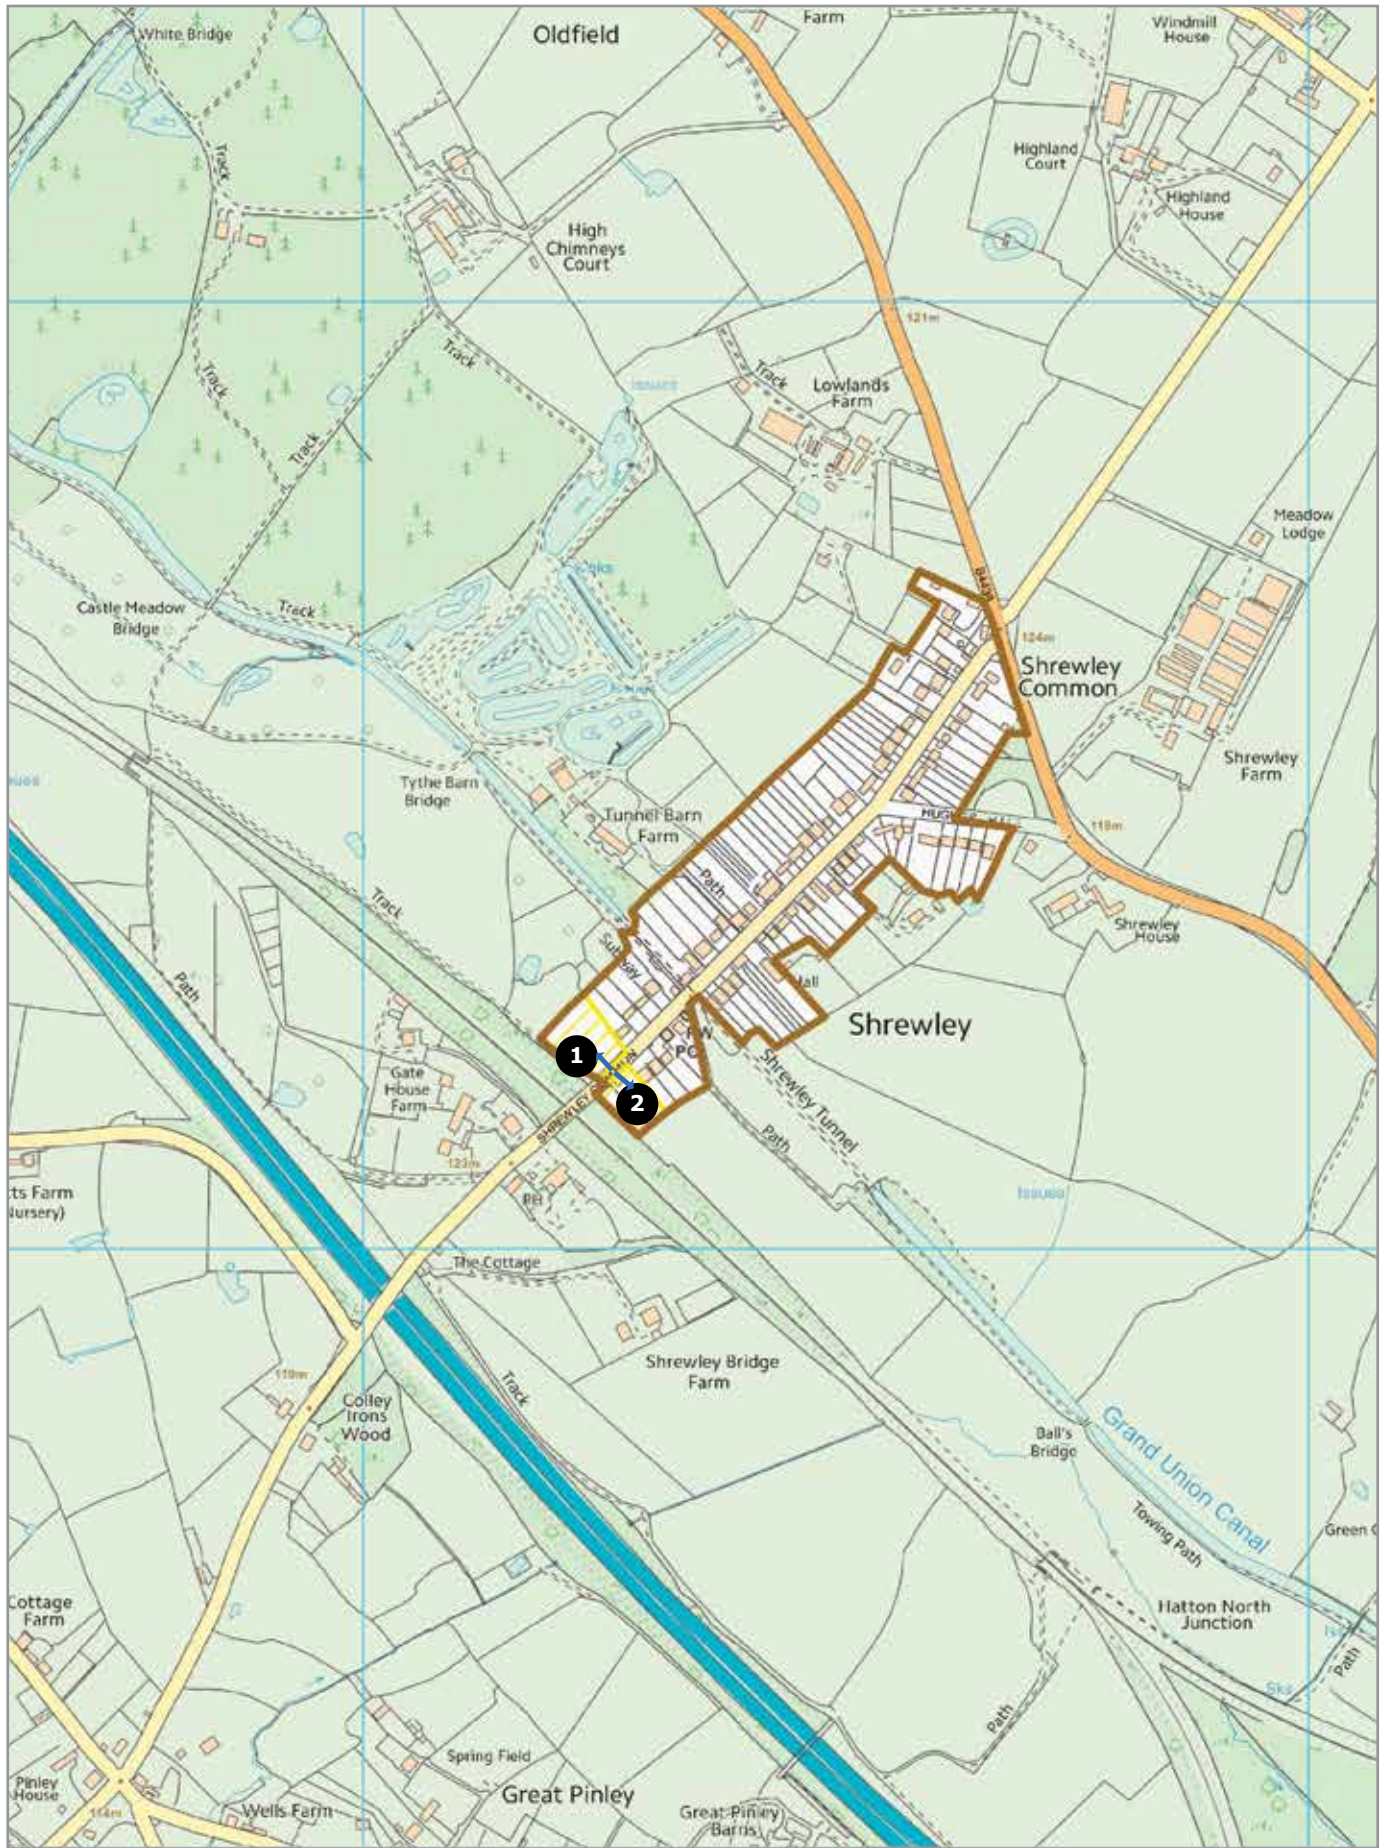 White Bridge
Oldfield
Farm
Windmill
House
Track
Highland
Court
Highland
House
High
Chimneys
Court
121m
Track
Track
Issues
Track
Lowlands
Farm
Track
Meadow
Lodge
B4439
Castle Meadow
Bridge
Track
124m
Shrewley
Common
Tythe Barn
Bridge
Tunnel Barn
Farm
Shrewley
Farm
118m
Path
Track
Shrewley
House
Subway
Path
Hall
Shrewley
PW
PO
1
2
Gate
House
Farm
SHREWLEY
Shrewley Tunnel
Path
123m
PH
ts Farm
Nursery)
Issues
The Cottage
Shrewley Bridge
Farm
119m
Colley
Irons
Wood
Track
Ball's
Bridge
Grand Union Canal
Towing Path
Green
Cottage
Farm
Hatton North
Junction
Path
Sks
Path
Spring Field
Great Pinley
Pinley
House
114m
Wells Farm
Great Pinley
Barns